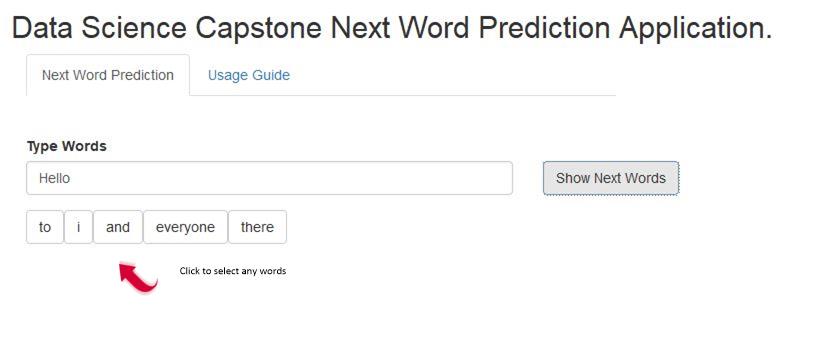 Data Science Capstone Next Word Prediction Application.
Next Word Prediction Usage Guide
Type Words
Hello Show Next Words
to i and everyone there
Click to select any words